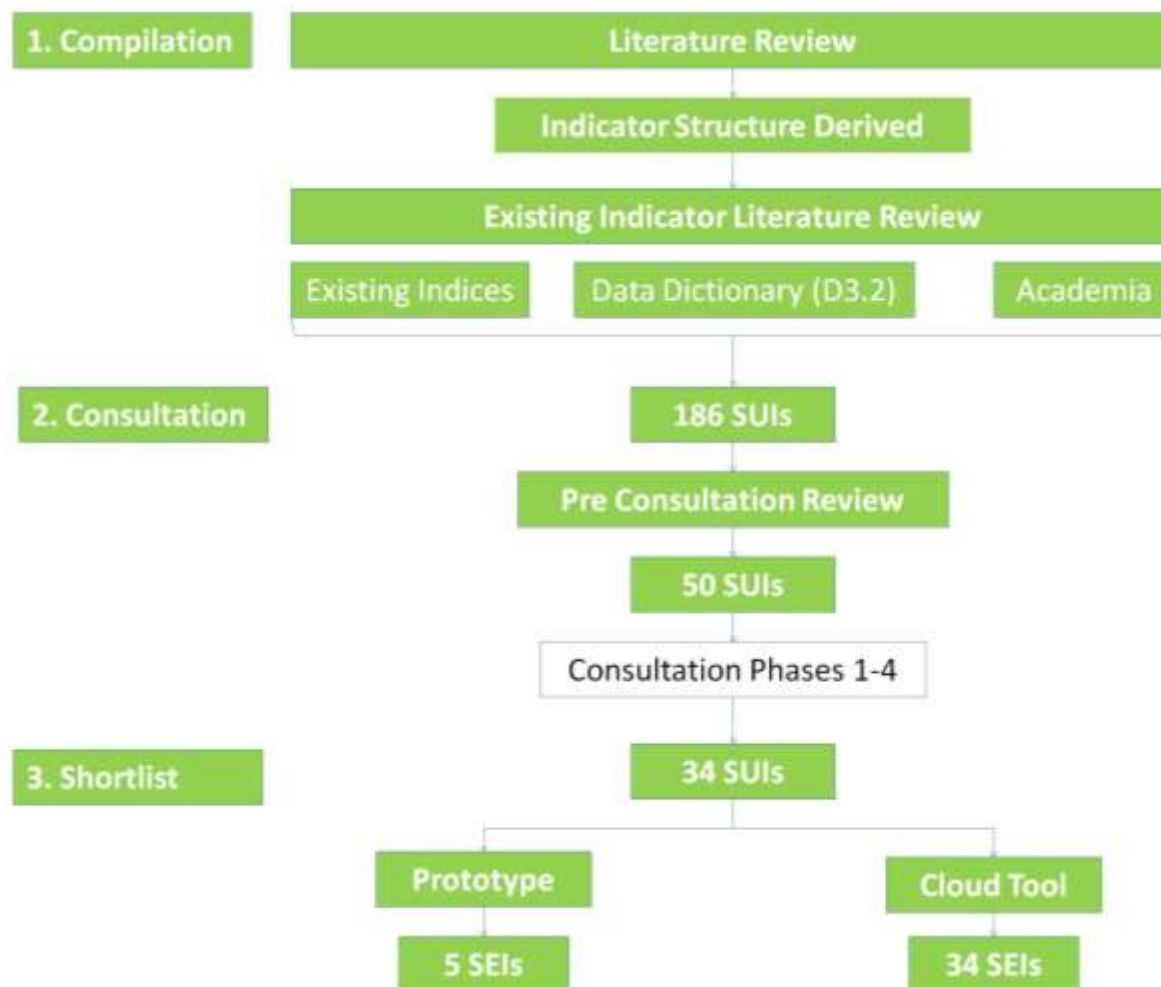 1. Compilation
Literature Review
Indicator Structure Derived
Existing Indicator Literature Review
Existing Indices
Data Dictionary (D3.2)
Academia
2. Consultation
186 SUIs
Pre Consultation Review
50 SUIs
Consultation Phases 1-4
3. Shortlist
34 SUIs
Prototype
Cloud Tool
5 SEIs
34 SEIs